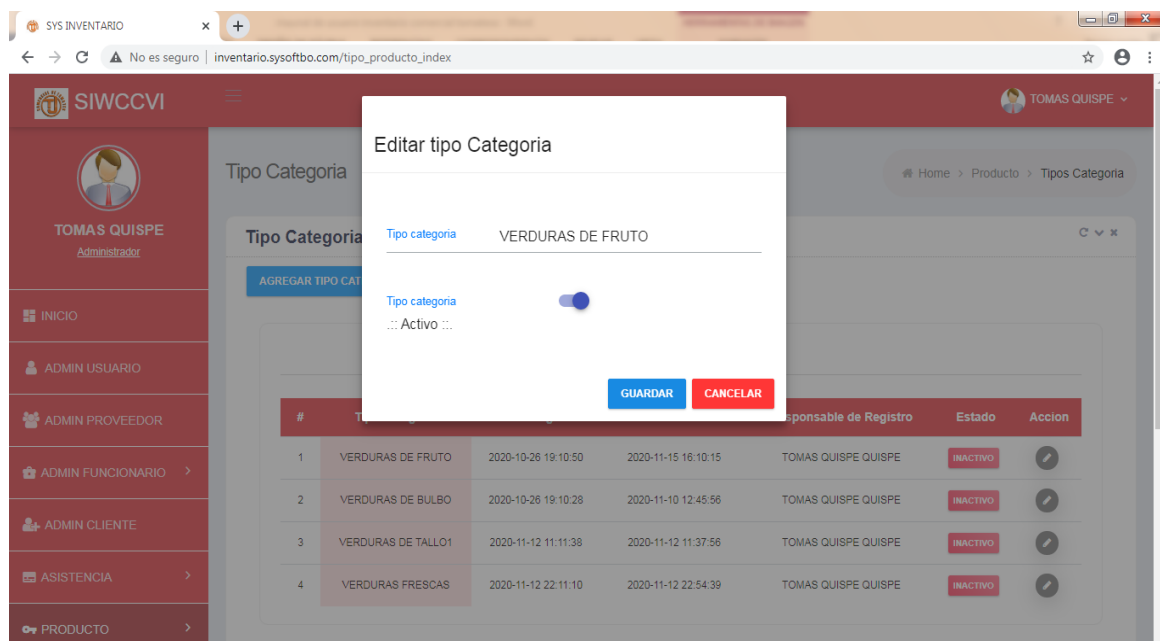 SYS INVENTARIO
No es seguro | inventario.sysoftbo.com/tipo_producto_index
SIWCCVI
TOMAS QUISPE
TOMAS QUISPE
Administrador
INICIO
ADMIN USUARIO
ADMIN PROVEEDOR
ADMIN FUNCIONARIO
ADMIN CLIENTE
ASISTENCIA
PRODUCTO
Tipo Categoria
Home > Producto > Tipos Categoria
Tipo Categoria
AGREGAR TIPO CAT
Editar tipo Categoria
Tipo categoria VERDURAS DE FRUTO
Tipo categoria
.:: Activo ::.
GUARDAR CANCELAR
# de Registro Estado Accion
1 VERDURAS DE FRUTO 2020-10-26 19:10:50 2020-11-15 16:10:15 TOMAS QUISPE QUISPE INACTIVO
2 VERDURAS DE BULBO 2020-10-26 19:10:28 2020-11-10 12:45:56 TOMAS QUISPE QUISPE INACTIVO
3 VERDURAS DE TALLO1 2020-11-12 11:11:38 2020-11-12 11:37:56 TOMAS QUISPE QUISPE INACTIVO
4 VERDURAS FRESCAS 2020-11-12 22:11:10 2020-11-12 22:54:39 TOMAS QUISPE QUISPE INACTIVO